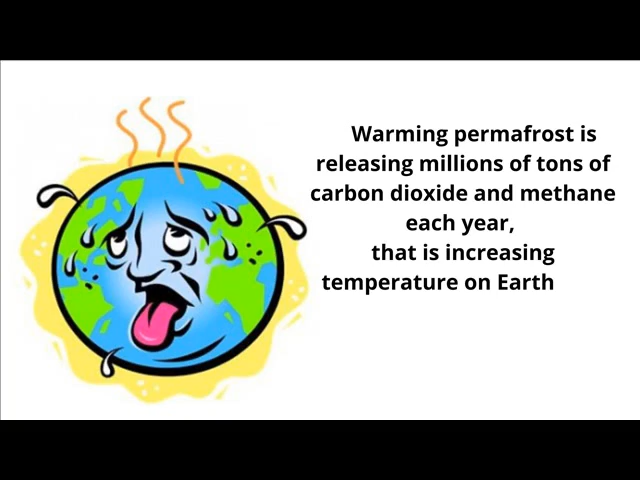 Warming permafrost is
releasing millions of tons of
carbon dioxide and methane
each year,
that is increasing
temperature on Earth